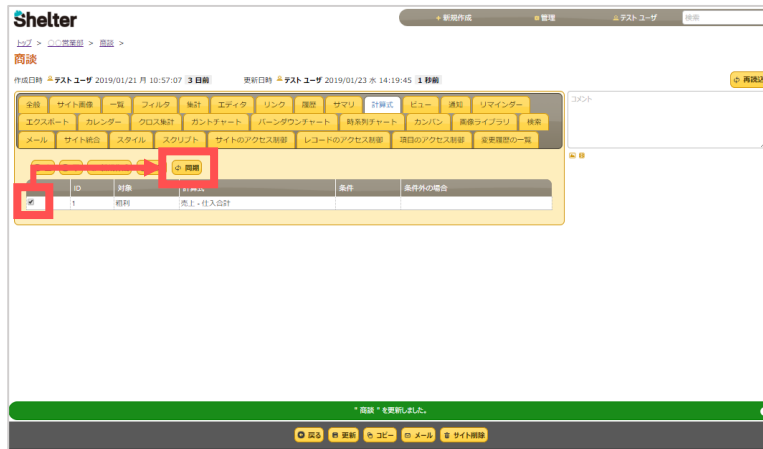 Shelter
+ 新規作成 管理 テスト ユーザ 検索
トップ > ○○営業部 > 商談 >
商談
作成日時 テスト ユーザ 2019/01/21 月 10:57:07 3 日前 更新日時 テスト ユーザ 2019/01/23 水 14:19:45 1 秒前 再読込
全般 サイト画像 一覧 フィルタ 集計 エディタ リンク 履歴 サマリ 計算式 ビュー 通知 リマインダー
コメント
エクスポート カレンダー クロス集計 ガントチャート バーンダウンチャート 時系列チャート カンバン 画像ライブラリ 検索
メール サイト統合 スタイル スクリプト サイトのアクセス制御 レコードのアクセス制御 項目のアクセス制御 変更履歴の一覧
同期
ID 対象 計算式 条件 条件外の場合
1 粗利 売上 - 仕入合計
" 商談 " を更新しました。
戻る 更新 コピー メール サイト削除